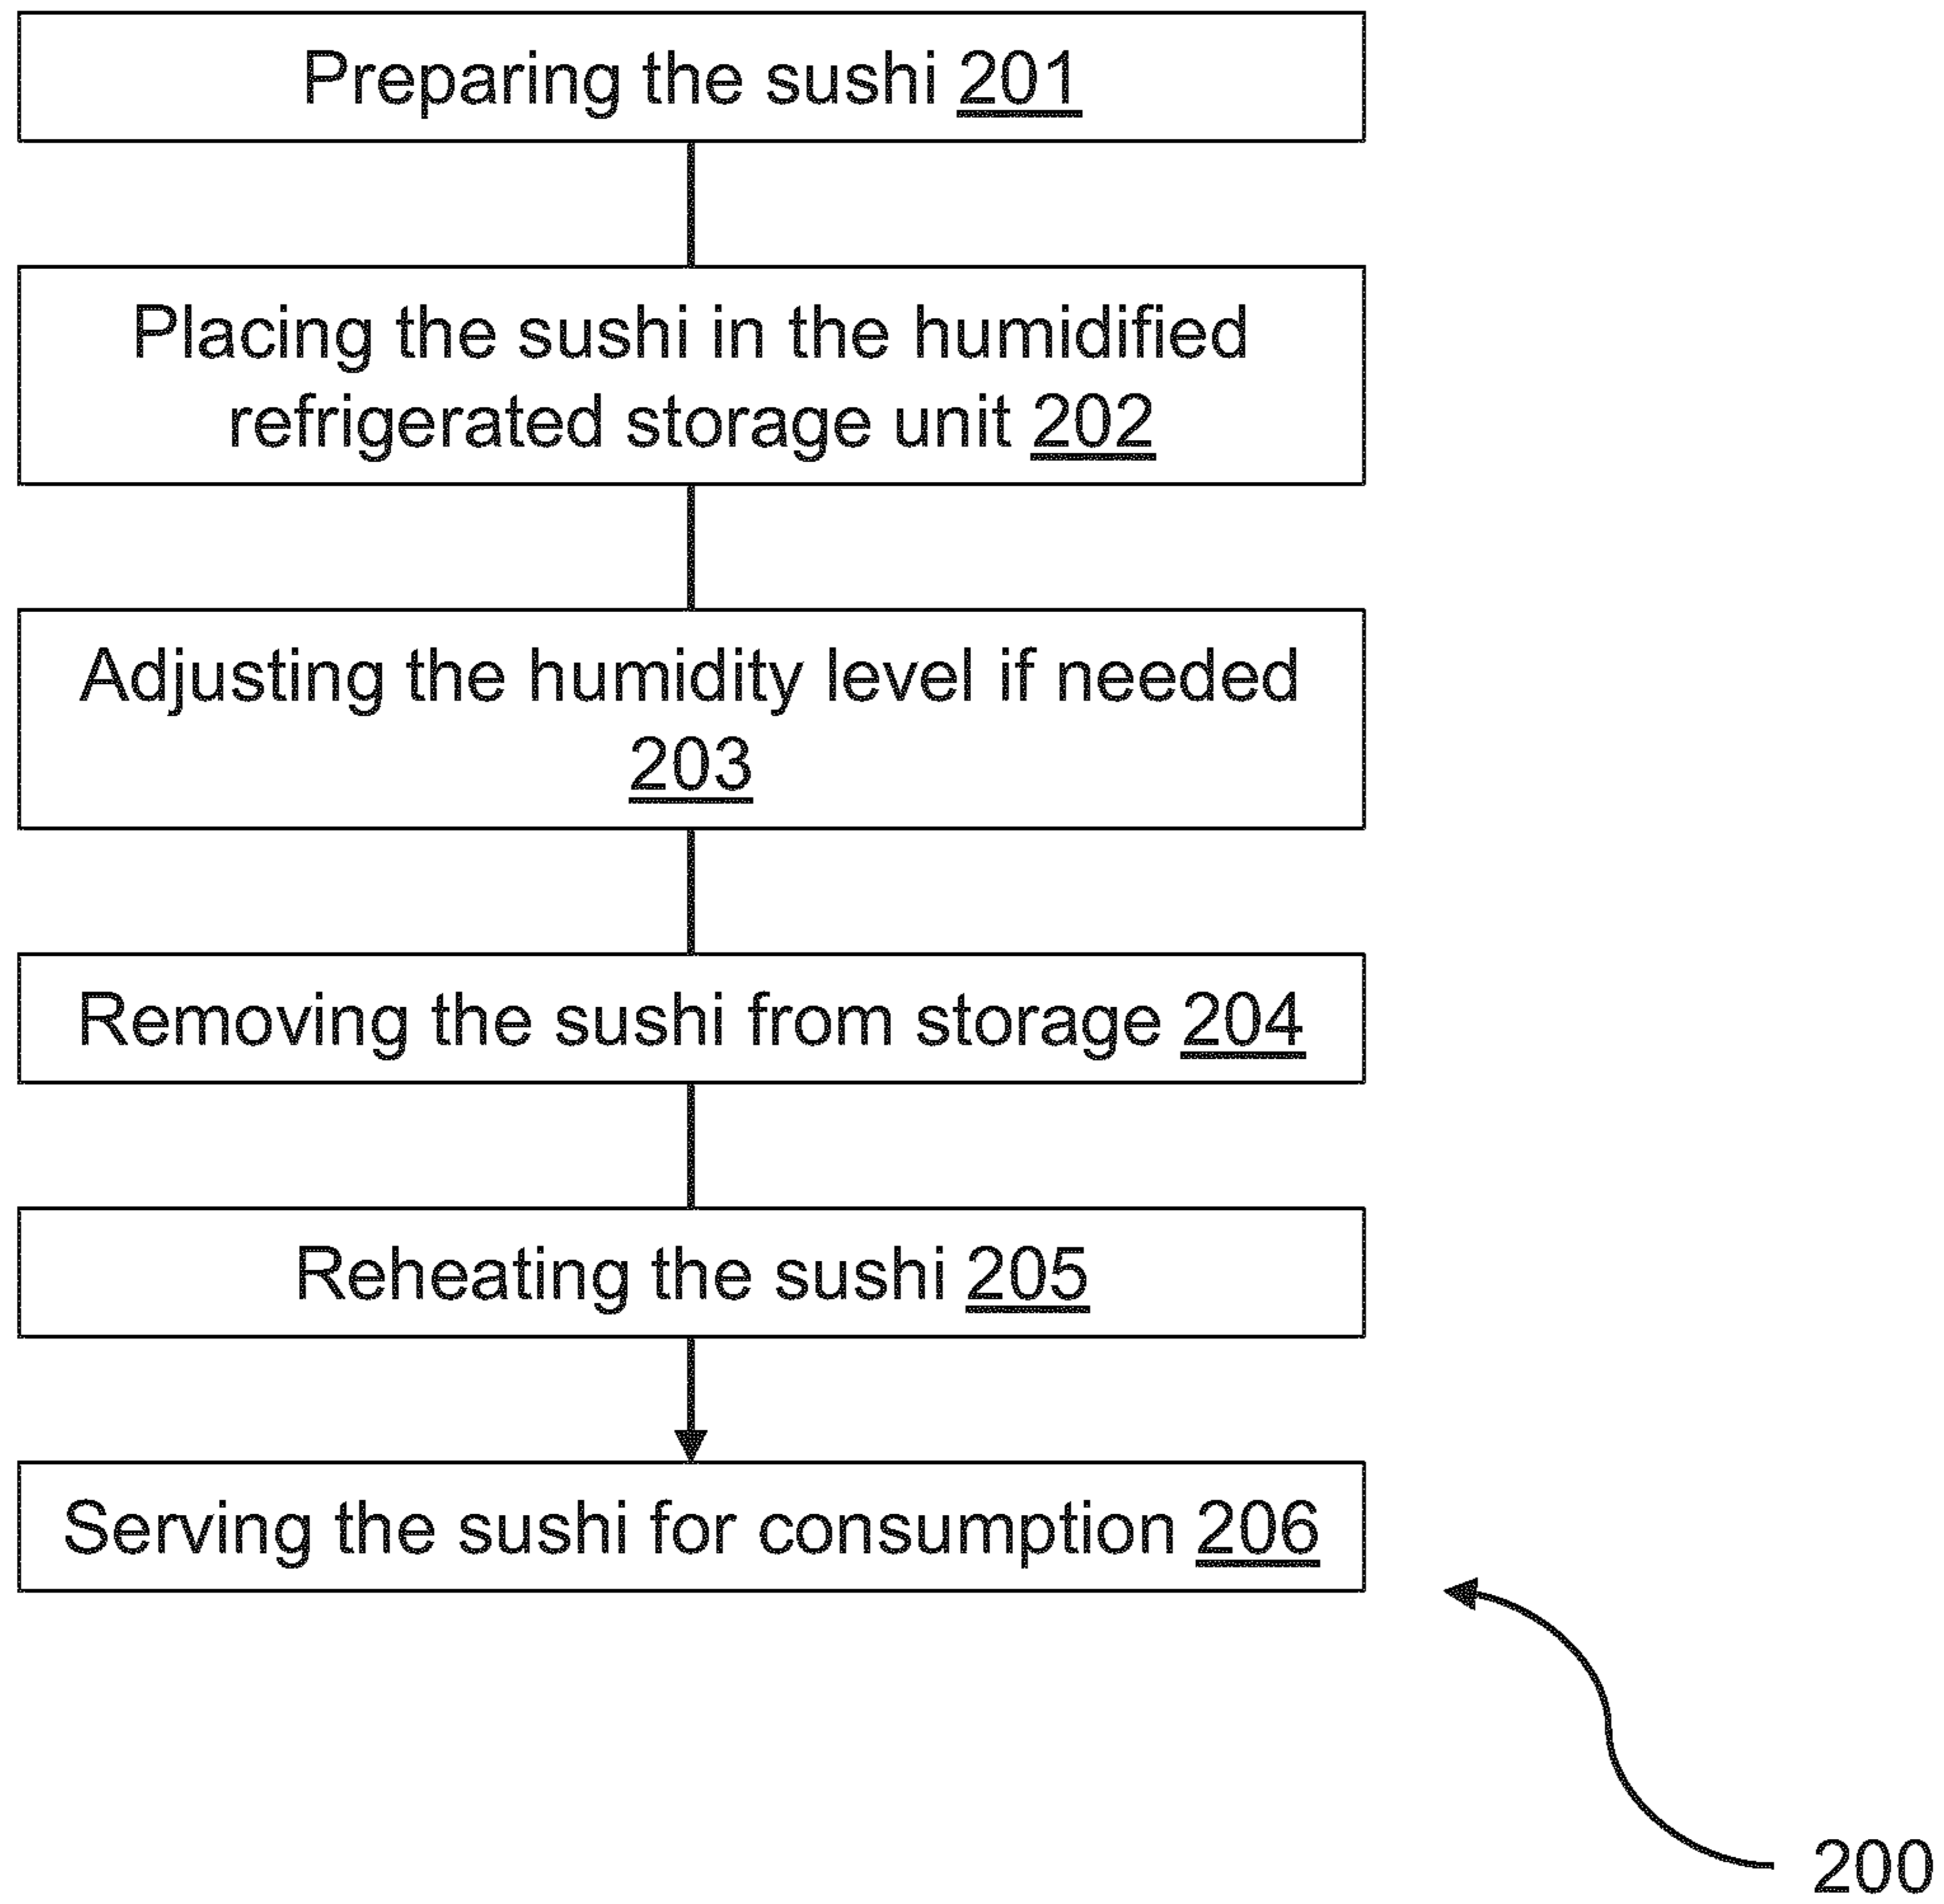 Preparing the sushi 201
Placing the sushi in the humidified
refrigerated storage unit 202
Adjusting the humidity level if needed
203
Removing the sushi from storage 204
Reheating the sushi 205
Serving the sushi for consumption 206
200